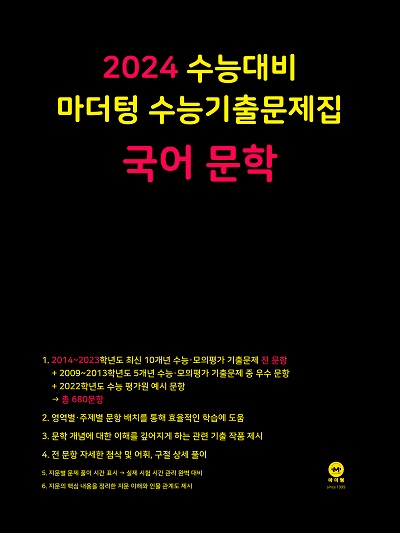 2024 수능대비
마더텅 수능기출문제집
국어 문학
1. 2014~2023학년도 최신 10개년 수능·모의평가 기출문제 전 문항
+ 2009~2013학년도 5개년 수능·모의평가 기출문제 중 우수 문항
+ 2022학년도 수능 평가원 예시 문항
→ 총 680문항
2. 영역별·주제별 문항 배치를 통해 효율적인 학습에 도움
3. 문학 개념에 대한 이해를 깊어지게 하는 관련 기출 작품 제시
4. 전 문항 자세한 첨삭 및 어휘, 구절 상세 풀이
5. 지문별 문제 풀이 시간 표시 → 실제 시험 시간 관리 완벽 대비
6. 지문의 핵심 내용을 정리한 지문 이해와 인물 관계도 제시
마더텅
since 1999